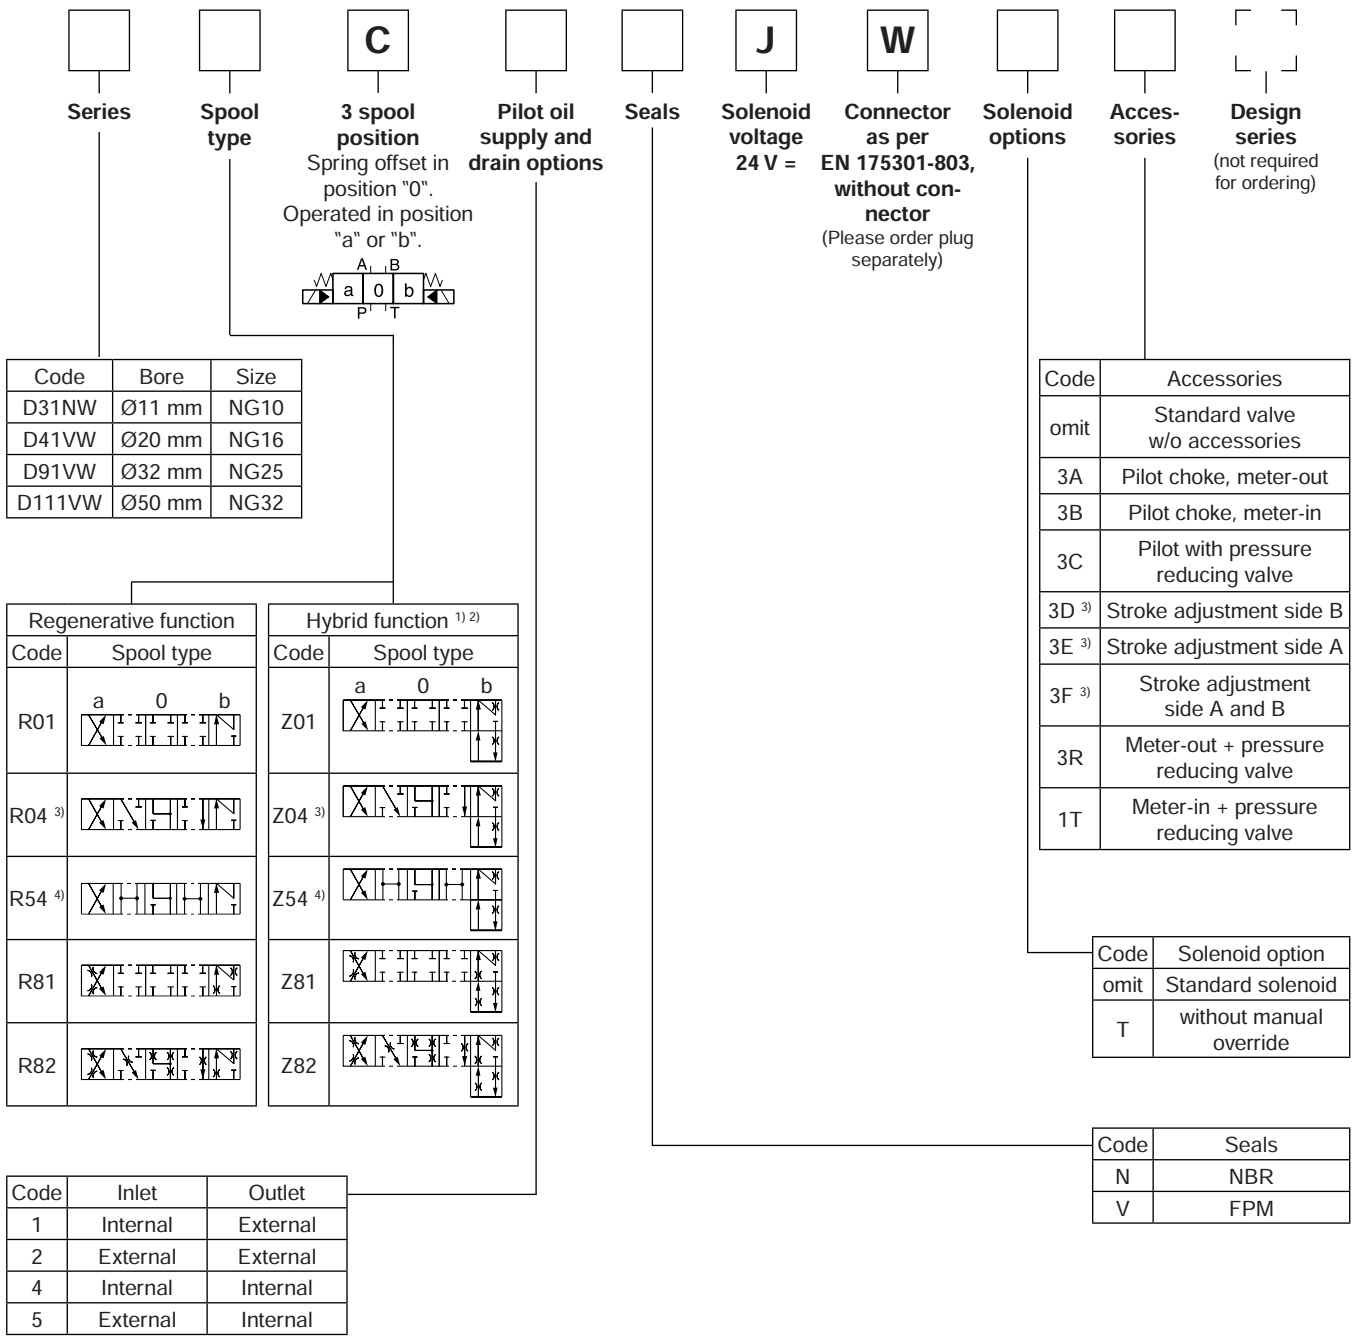 C
J
W
Series
Spool
type
3 spool
position
Spring offset in
position "0".
Operated in position
"a" or "b".
A B
a 0 b
P T
Pilot oil
supply and
drain options
Seals
Solenoid
voltage
24 V =
Connector
as per
EN 175301-803,
without con-
nector
(Please order plug
separately)
Solenoid
options
Acces-
sories
Design
series
(not required
for ordering)
Code Bore Size
D31NW Ø11 mm NG10
D41VW Ø20 mm NG16
D91VW Ø32 mm NG25
D111VW Ø50 mm NG32
Code Accessories
omit Standard valve
w/o accessories
3A Pilot choke, meter-out
3B Pilot choke, meter-in
3C Pilot with pressure
reducing valve
3D 3) Stroke adjustment side B
3E 3) Stroke adjustment side A
3F 3) Stroke adjustment
side A and B
3R Meter-out + pressure
reducing valve
1T Meter-in + pressure
reducing valve
Regenerative function
Code Spool type
R01 a 0 b
R04 3)
R54 4)
R81
R82
Hybrid function 1) 2)
Code Spool type
Z01 a 0 b
Z04 3)
Z54 4)
Z81
Z82
Code Solenoid option
omit Standard solenoid
T without manual
override
Code Seals
N NBR
V FPM
Code Inlet Outlet
1 Internal External
2 External External
4 Internal Internal
5 External Internal